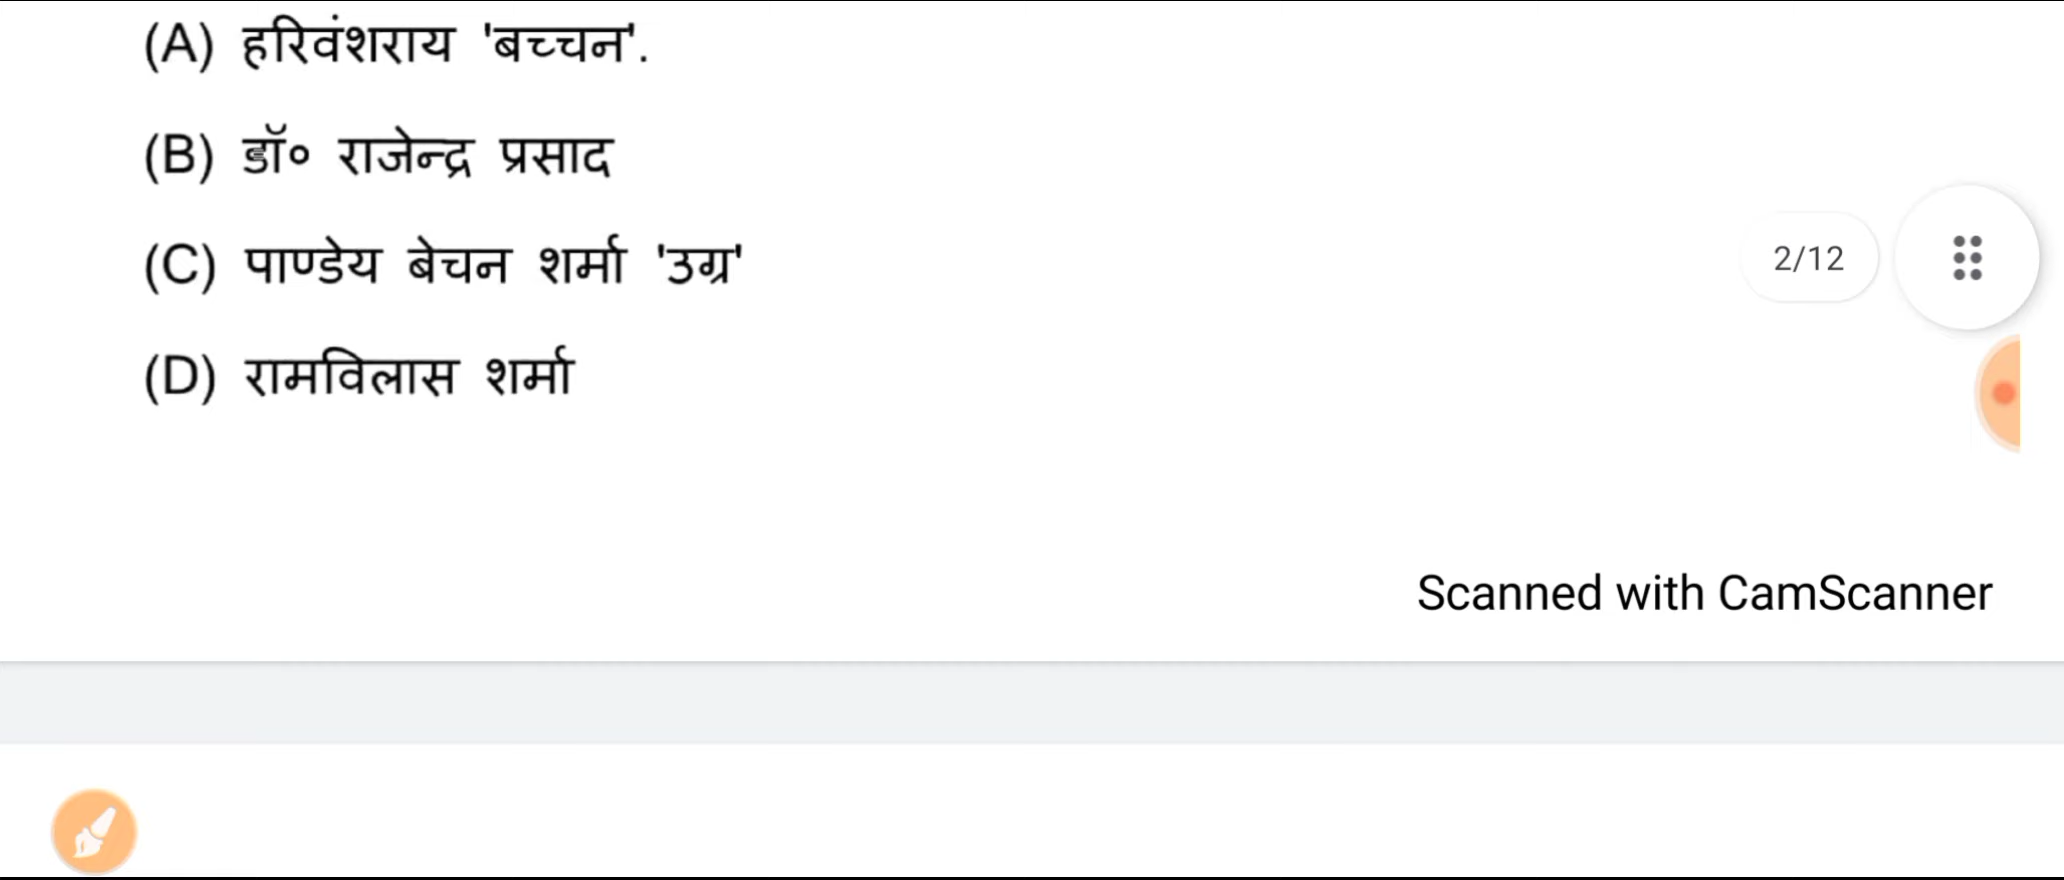 (A) हरिवंशराय 'बच्चन'.
(B) डॉ० राजेन्द्र प्रसाद
(C) पाण्डेय बेचन शर्मा 'उग्र'
2/12
(D) रामविलास शर्मा
Scanned with CamScanner